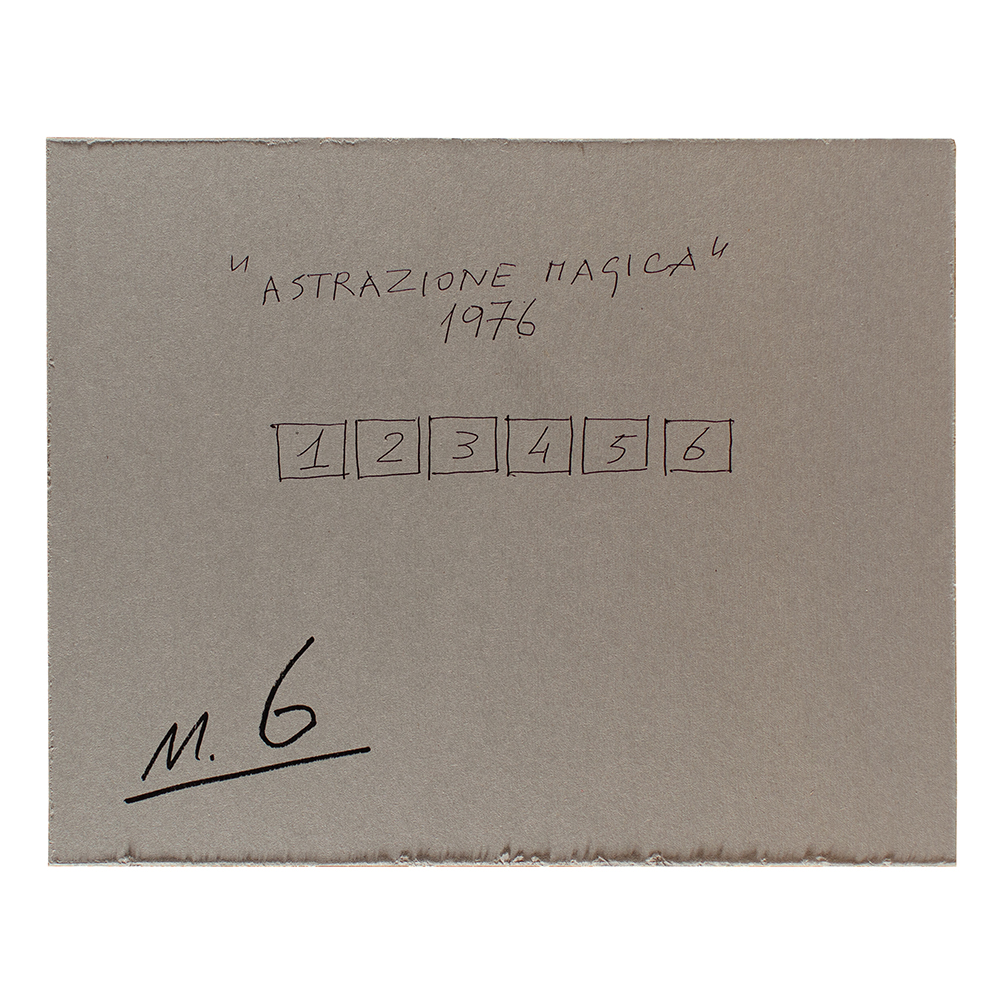 "ASTRAZIONE MAGICA"
1976
1 2 3 4 5 6
N. 6